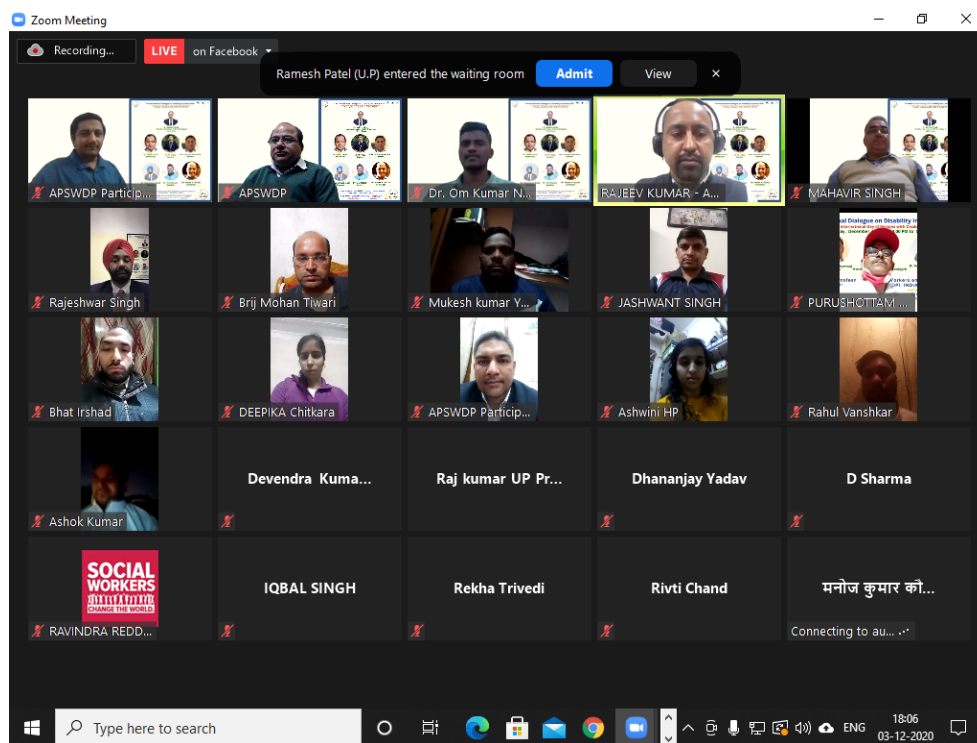 Zoom Meeting
Recording...
LIVE on Facebook
Ramesh Patel (U.P) entered the waiting room Admit View
APSWDP Particip...
APSWDP
Dr. Om Kumar N...
RAJEEV KUMAR - A...
MAHAVIR SINGH
Rajeshwar Singh
Brij Mohan Tiwari
Mukesh kumar Y...
JASHWANT SINGH
PURUSHOTTAM ...
Bhat Irshad
DEEPIKA Chitkara
APSWDP Particip...
Ashwini HP
Rahul Vanshkar
Ashok Kumar
Devendra Kuma...
Raj kumar UP Pr...
Dhananjay Yadav
D Sharma
SOCIAL
WORKERS
CHANGE THE WORLD.
RAVINDRA REDD...
IQBAL SINGH
Rekha Trivedi
Rivti Chand
मनोज कुमार कौ...
Connecting to au...
Type here to search
ENG
18:06
03-12-2020